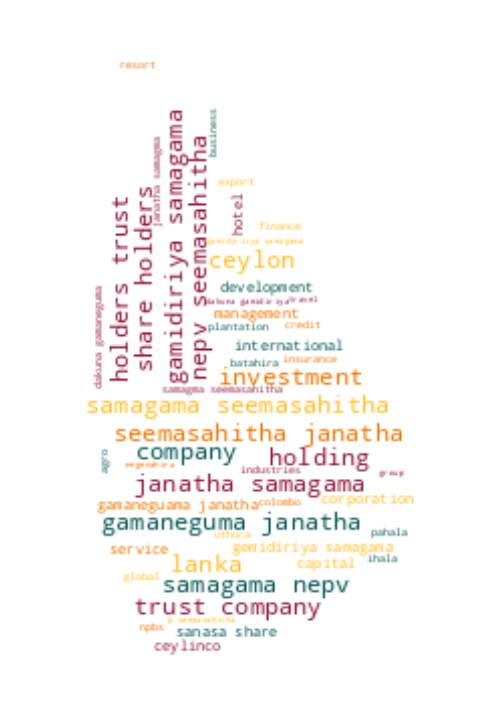 resort
business
gamidiriya samagama
nepv seemasahitha
janatha samagma
share holders
holders trust
dakuna gamaneguma
export
hotel
finance
gamidiriya samagama
ceylon
development
dakuna gamidiriya
travel
management
plantation
credit
international
batahira
insurance
investment
samagma seemasahitha
samagama seemasahitha
seemasahitha janatha
company
holding
agro
negenahira
industries
group
janatha samagama
gamaneguama janatha
colombo
corporation
gamaneguma janatha
uthura
pahala
service
gemidiriya samagama
ihala
lanka
capital
global
samagama nepv
trust company
p seemasahitha
npbs
sanasa share
ceylinco